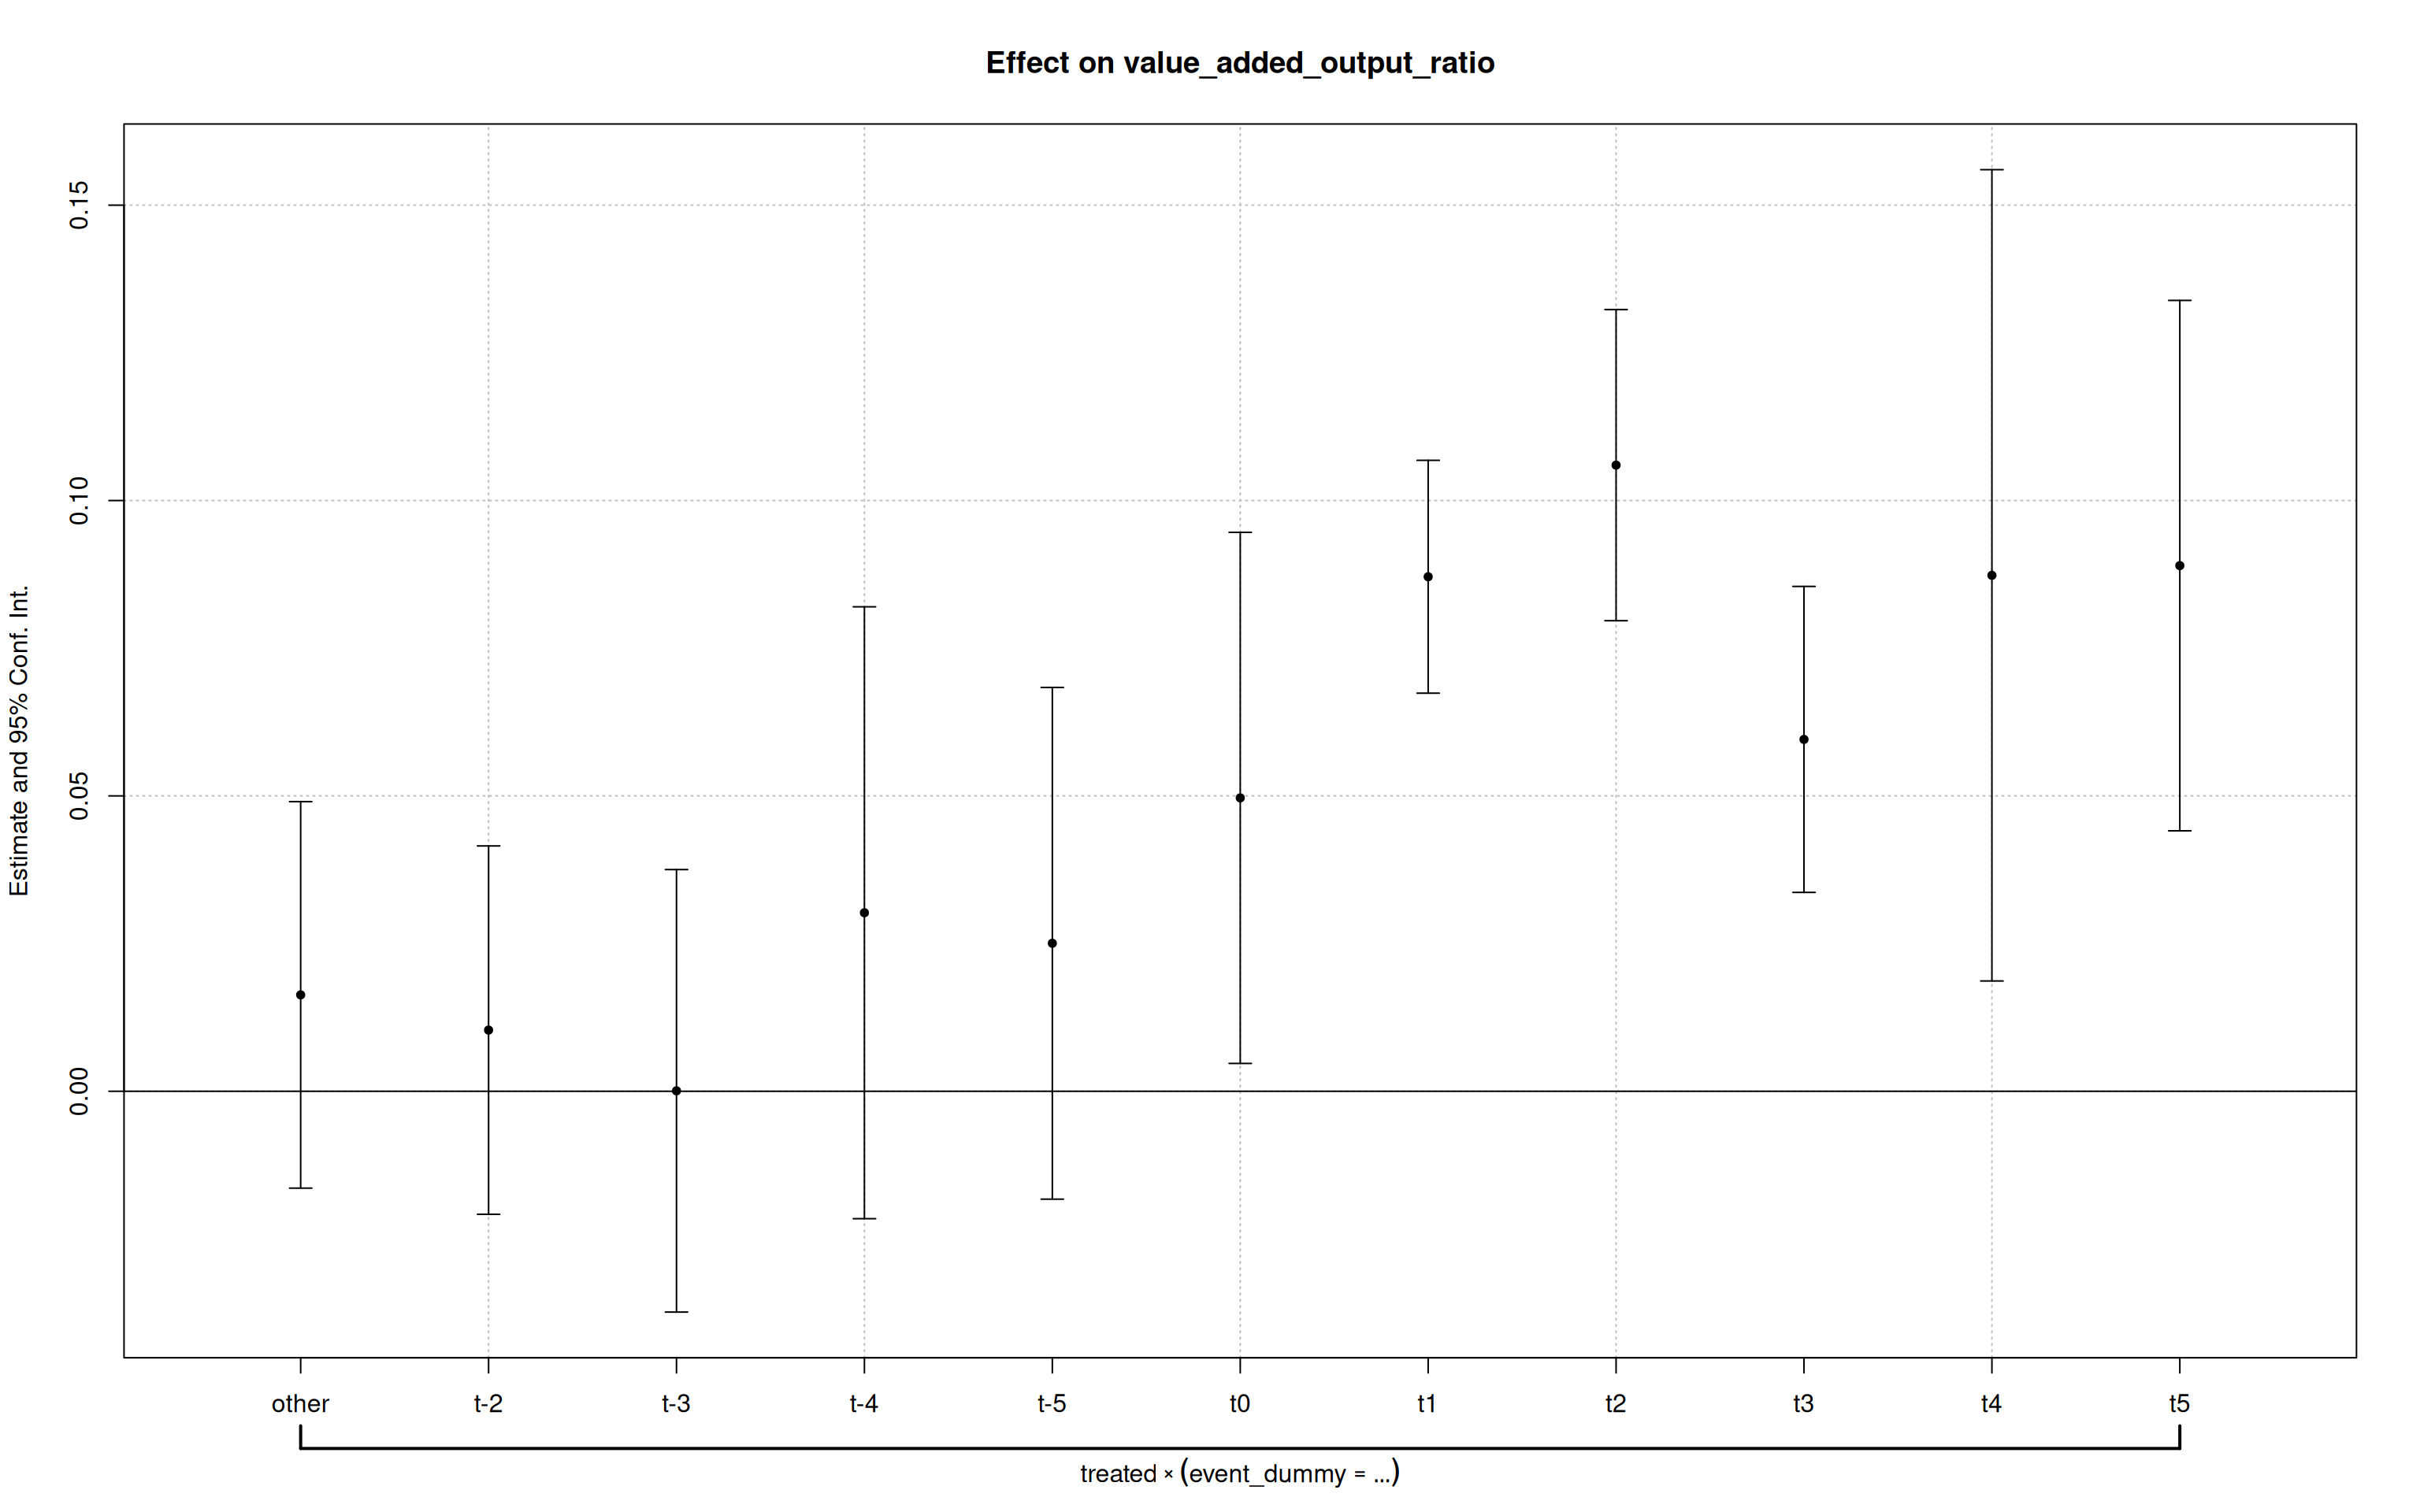 Effect on value_added_output_ratio
Estimate and 95% Conf. Int.
0.15
0.10
0.05
0.00
other t-2 t-3 t-4 t-5 t0 t1 t2 t3 t4 t5
treated × (event_dummy = ...)